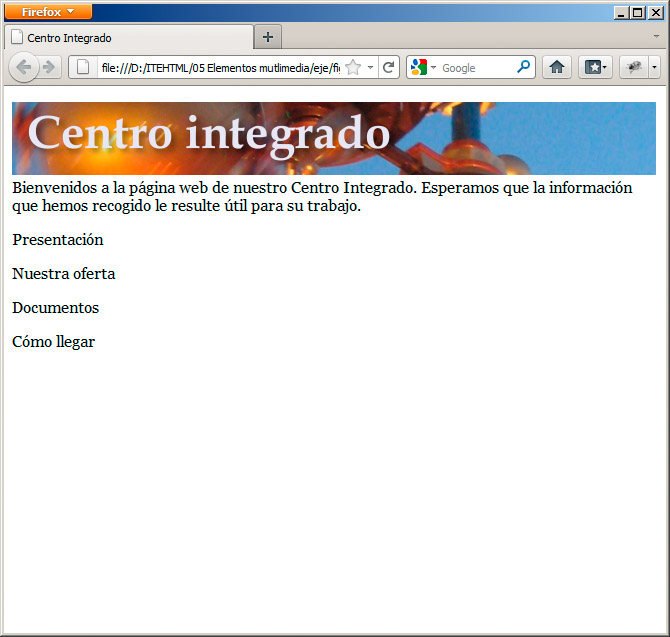 Firefox
Centro Integrado
file:///D:/ITEHTML/05 Elementos mutlimedia/eje/fi
Google
Centro integrado
Bienvenidos a la página web de nuestro Centro Integrado. Esperamos que la información
que hemos recogido le resulte útil para su trabajo.
Presentación
Nuestra oferta
Documentos
Cómo llegar